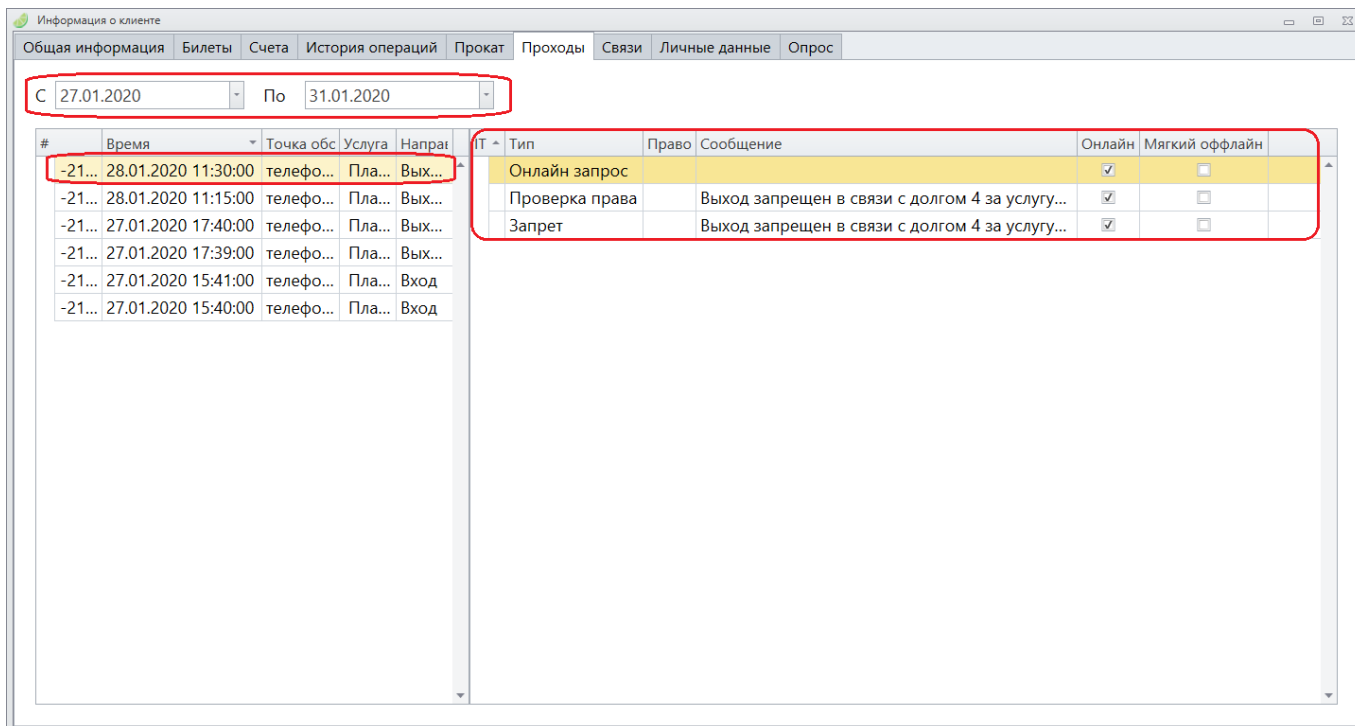 Информация о клиенте
Общая информация Билеты Счета История операций Прокат Проходы Связи Личные данные Опрос
С 27.01.2020 По 31.01.2020
# Время Точка обс Услуга Направ IT Тип Право Сообщение Онлайн Мягкий оффлайн
-21... 28.01.2020 11:30:00 телефо... Пла... Вых... Онлайн запрос
-21... 28.01.2020 11:15:00 телефо... Пла... Вых... Проверка права Выход запрещен в связи с долгом 4 за услугу...
-21... 27.01.2020 17:40:00 телефо... Пла... Вых... Запрет Выход запрещен в связи с долгом 4 за услугу...
-21... 27.01.2020 17:39:00 телефо... Пла... Вых...
-21... 27.01.2020 15:41:00 телефо... Пла... Вход
-21... 27.01.2020 15:40:00 телефо... Пла... Вход